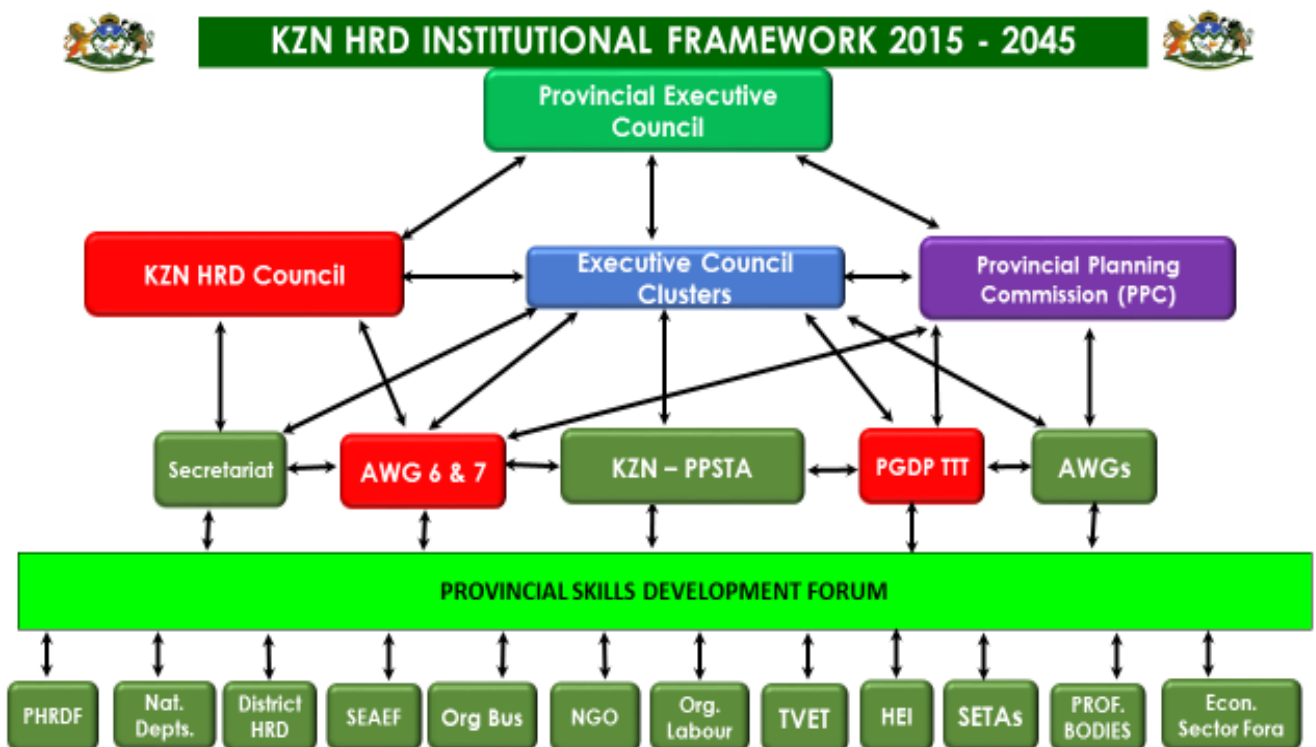 KZN HRD INSTITUTIONAL FRAMEWORK 2015 - 2045
Provincial Executive
Council
KZN HRD Council
Executive Council
Clusters
Provincial Planning
Commission (PPC)
Secretariat
AWG 6 & 7
KZN – PPSTA
PGDP TTT
AWGs
PROVINCIAL SKILLS DEVELOPMENT FORUM
PHRDF
Nat.
Depts.
District
HRD
SEAEF
Org Bus
NGO
Org.
Labour
TVET
HEI
SETAs
PROF.
BODIES
Econ.
Sector Fora